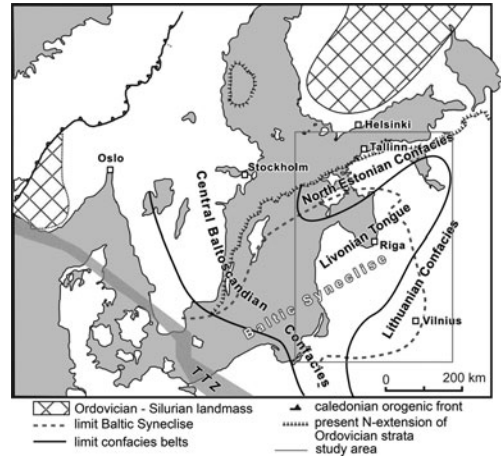 Helsinki
Tallinn
North Estonian Confacies
Oslo
Stockholm
Central Baltoscandian
Confacies
Livonian Tongue
Riga
Baltic Syneclise
Lithuanian Confacies
Vilnius
TTZ
0 200 km
Ordovician - Silurian landmass
limit Baltic Syneclise
limit confacies belts
caledonian orogenic front
present N-extension of
Ordovician strata
study area